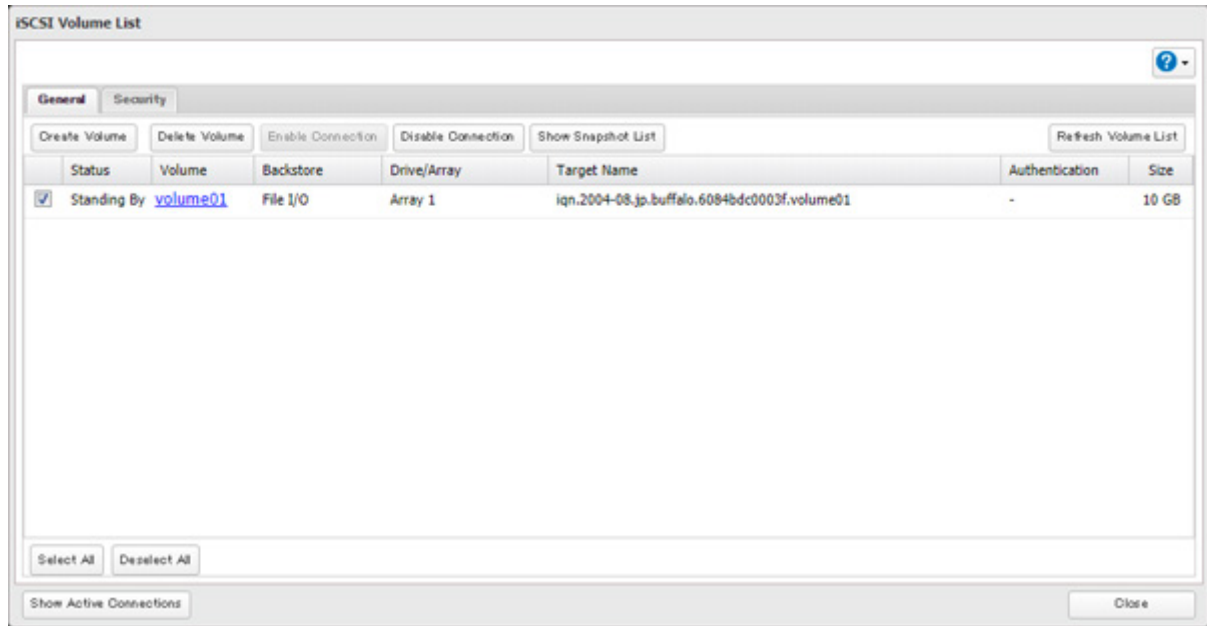 iSCSI Volume List
General Security
Create Volume Delete Volume Enable Connection Disable Connection Show Snapshot List Refresh Volume List
Status Volume Backstore Drive/Array Target Name Authentication Size
Standing By volume01 File I/O Array 1 iqn.2004-08.jp.buffalo.6084bdc0003f.volume01 - 10 GB
Select All Deselect All
Show Active Connections Close